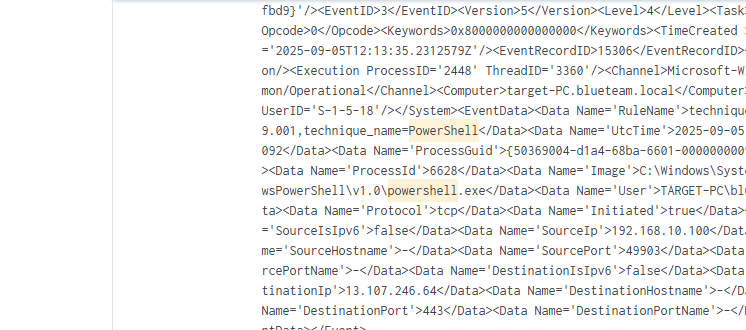 fbd9}'/><EventID>3</EventID><Version>5</Version><Level>4</Level><Task
Opcode>0</Opcode><Keywords>0x8000000000000000</Keywords><TimeCreated
='2025-09-05T12:13:35.2312579Z'/><EventRecordID>15306</EventRecordID>
on/><Execution ProcessID='2448' ThreadID='3360'/><Channel>Microsoft-W
mon/Operational</Channel><Computer>target-PC.blueteam.local</Computer
UserID='S-1-5-18'/></System><EventData><Data Name='RuleName'>technique
9.001,technique_name=PowerShell</Data><Data Name='UtcTime'>2025-09-05
092</Data><Data Name='ProcessGuid'>{50369004-d1a4-68ba-6601-000000000
><Data Name='ProcessId'>6628</Data><Data Name='Image'>C:\Windows\Syste
wsPowerShell\v1.0\powershell.exe</Data><Data Name='User'>TARGET-PC\blu
ta><Data Name='Protocol'>tcp</Data><Data Name='Initiated'>true</Data><
='SourceIsIpv6'>false</Data><Data Name='SourceIp'>192.168.10.100</Data
me='SourceHostname'>-</Data><Data Name='SourcePort'>49903</Data><Data
rcePortName'>-</Data><Data Name='DestinationIsIpv6'>false</Data><Data
tinationIp'>13.107.246.64</Data><Data Name='DestinationHostname'>-</Da
Name='DestinationPort'>443</Data><Data Name='DestinationPortName'>-</
ntData></Event>